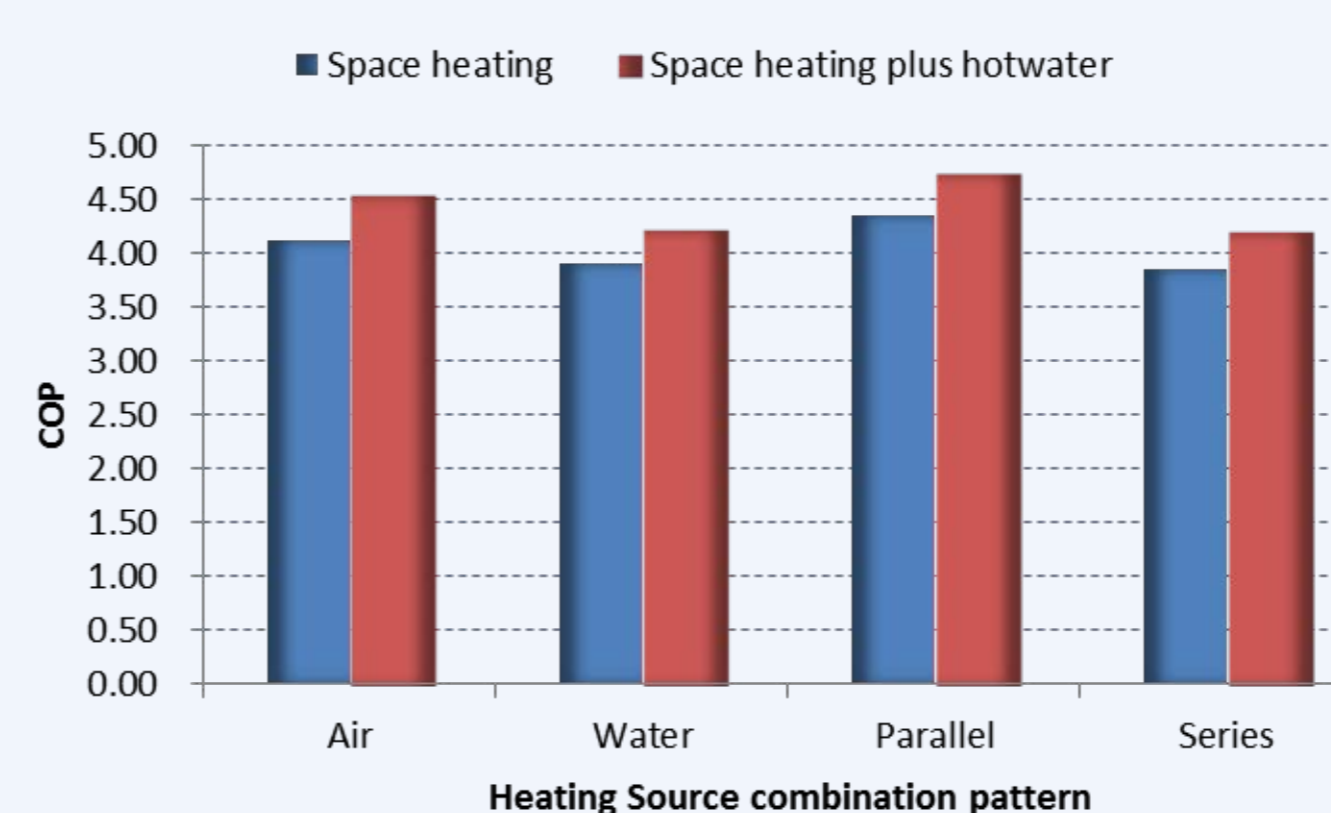 Space heating Space heating plus hotwater
5.00
4.50
4.00
3.50
3.00
2.50
2.00
1.50
1.00
0.50
0.00
COP
Air Water Parallel Series
Heating Source combination pattern